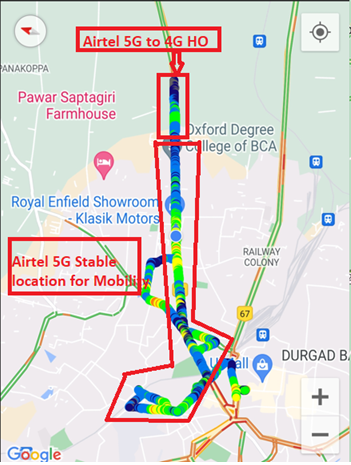 Airtel 5G to 4G HO
PANAKOPPA
Pawar Saptagiri
Farmhouse
Oxford Degree
College of BCA
Royal Enfield Showroom
- Klasik Motors
Airtel 5G Stable
location for Mobility
RAILWAY
COLONY
67
DURGAD BA
+
−
Google